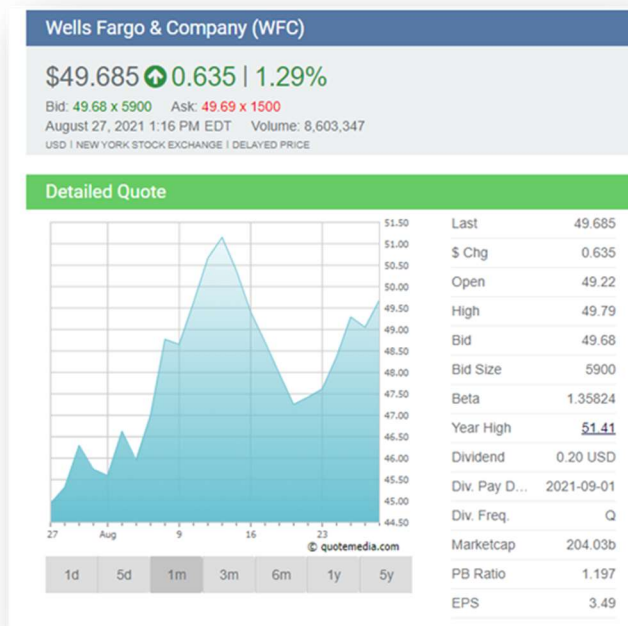 Wells Fargo & Company (WFC)
$49.685 0.635 | 1.29%
Bid: 49.68 x 5900 Ask: 49.69 x 1500
August 27, 2021 1:16 PM EDT Volume: 8,603,347
USD | NEW YORK STOCK EXCHANGE | DELAYED PRICE
Detailed Quote
51.50
51.00
50.50
50.00
49.50
49.00
48.50
48.00
47.50
47.00
46.50
46.00
45.50
45.00
44.50
27 Aug 9 16 23
© quotemedia.com
1d 5d 1m 3m 6m 1y 5y
Last 49.685
$ Chg 0.635
Open 49.22
High 49.79
Bid 49.68
Bid Size 5900
Beta 1.35824
Year High 51.41
Dividend 0.20 USD
Div. Pay D... 2021-09-01
Div. Freq. Q
Marketcap 204.03b
PB Ratio 1.197
EPS 3.49